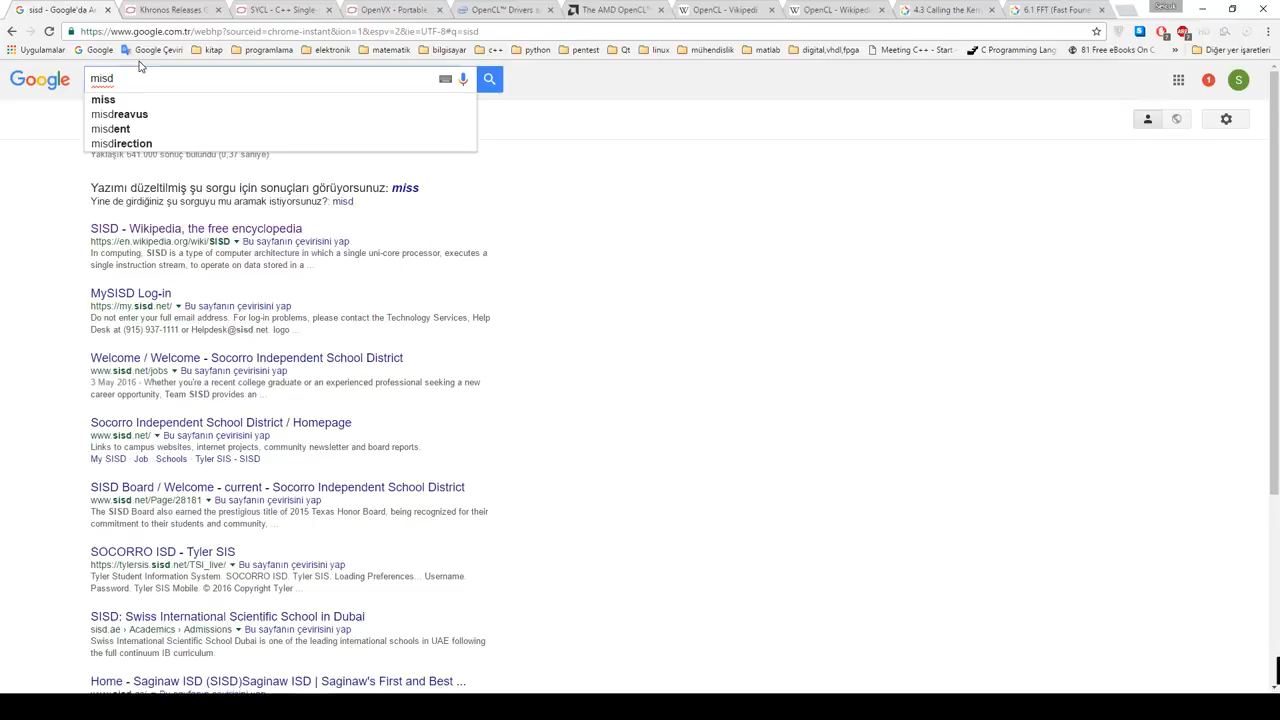 sisd - Google'da A
Khronos Releases O
SYCL - C++ Single-
OpenVX - Portable
OpenCL™ Drivers a
The AMD OpenCL™
OpenCL - Vikipedi
OpenCL - Wikipedi
4.3 Calling the Kern
6.1 FFT (Fast Fourie
Selcuk
https://www.google.com.tr/webhp?sourceid=chrome-instant&ion=1&espv=2&ie=UTF-8#q=sisd
Uygulamalar
Google
Google Çeviri
kitap
programlama
elektronik
matematik
bilgisayar
c++
python
pentest
Qt
linux
mühendislik
matlab
digital,vhdl,fpga
Meeting C++ - Start
C Programming Lang
81 Free eBooks On C
Diğer yer işaretleri
Google
misd
1
S
miss
misdreavus
misdent
misdirection
Yaklaşık 641.000 sonuç bulundu (0,37 saniye)
Yazımı düzeltilmiş şu sorgu için sonuçları görüyorsunuz: miss
Yine de girdiğiniz şu sorguyu mu aramak istiyorsunuz?: misd
SISD - Wikipedia, the free encyclopedia
https://en.wikipedia.org/wiki/SISD Bu sayfanın çevirisini yap
In computing, SISD is a type of computer architecture in which a single uni-core processor, executes a
single instruction stream, to operate on data stored in a ...
MySISD Log-in
https://my.sisd.net/ Bu sayfanın çevirisini yap
Do not enter your full email address. For log-in problems, please contact the Technology Services, Help
Desk at (915) 937-1111 or Helpdesk@sisd.net. logo ...
Welcome / Welcome - Socorro Independent School District
www.sisd.net/jobs Bu sayfanın çevirisini yap
3 May 2016 - Whether you're a recent college graduate or an experienced professional seeking a new
career opportunity, Team SISD provides an ...
Socorro Independent School District / Homepage
www.sisd.net/ Bu sayfanın çevirisini yap
Links to campus websites, internet projects, community newsletter and board reports.
My SISD · Job · Schools · Tyler SIS - SISD
SISD Board / Welcome - current - Socorro Independent School District
www.sisd.net/Page/28181 Bu sayfanın çevirisini yap
The SISD Board also earned the prestigious title of 2015 Texas Honor Board, being recognized for their
commitment to their students and community, ...
SOCORRO ISD - Tyler SIS
https://tylersis.sisd.net/TSI_live/ Bu sayfanın çevirisini yap
Tyler Student Information System. SOCORRO ISD. Tyler SIS. Loading Preferences... Username.
Password. Tyler SIS Mobile. © 2016 Copyright Tyler ...
SISD: Swiss International Scientific School in Dubai
sisd.ae › Academics › Admissions Bu sayfanın çevirisini yap
Swiss International Scientific School Dubai is one of the leading international schools in UAE following
the full continuum IB curriculum.
Home - Saginaw ISD (SISD)Saginaw ISD | Saginaw's First and Best ...